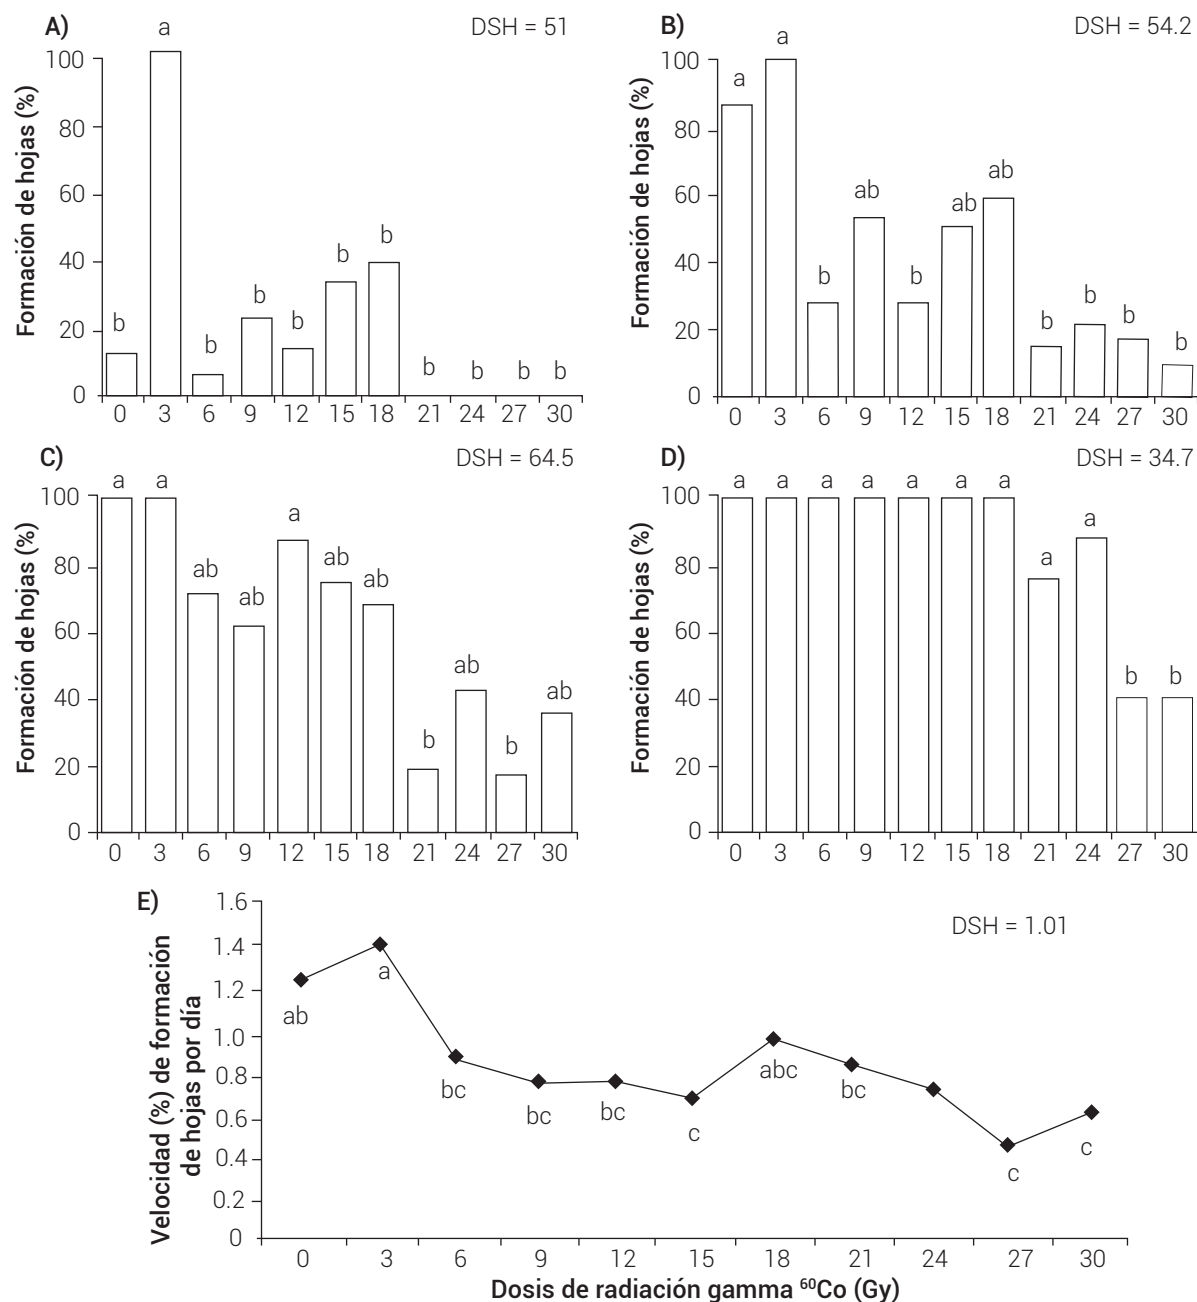 A)
DSH = 51
Formación de hojas (%)
100
80
60
40
20
0
a
b
b
b
b
b
b
b
b
b
b
0 3 6 9 12 15 18 21 24 27 30
B)
DSH = 54.2
Formación de hojas (%)
100
80
60
40
20
0
a
a
b
ab
b
ab
ab
b
b
b
b
0 3 6 9 12 15 18 21 24 27 30
C)
DSH = 64.5
Formación de hojas (%)
100
80
60
40
20
0
a
a
ab
ab
a
ab
ab
b
ab
b
ab
0 3 6 9 12 15 18 21 24 27 30
D)
DSH = 34.7
Formación de hojas (%)
100
80
60
40
20
0
a
a
a
a
a
a
a
a
a
b
b
0 3 6 9 12 15 18 21 24 27 30
E)
DSH = 1.01
Velocidad (%) de formación
de hojas por día
1.6
1.4
1.2
1.0
0.8
0.6
0.4
0.2
0
ab
a
bc
bc
bc
c
abc
bc
c
c
0 3 6 9 12 15 18 21 24 27 30
Dosis de radiación gamma ⁶⁰Co (Gy)